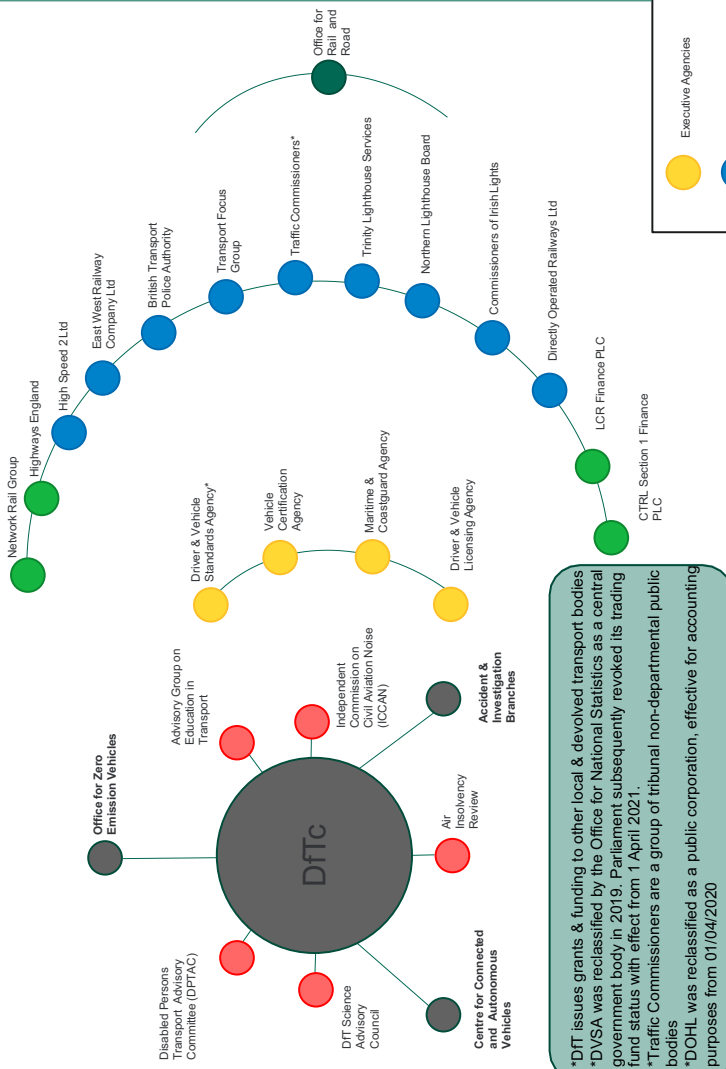 Office for
Rail and
Road
Network Rail Group
Highways England
High Speed 2 Ltd
East West Railway
Company Ltd
British Transport
Police Authority
Transport Focus
Group
Traffic Commissioners*
Trinity Lighthouse Services
Northern Lighthouse Board
Commissioners of Irish Lights
Directly Operated Railways Ltd
LCR Finance PLC
CTRL Section 1 Finance
PLC
Driver & Vehicle
Standards Agency*
Vehicle
Certification
Agency
Maritime &
Coastguard Agency
Driver & Vehicle
Licensing Agency
Office for Zero
Emission Vehicles
Advisory Group on
Education in
Transport
Independent
Commission on
Civil Aviation Noise
(ICCAN)
Accident &
Investigation
Branches
DfTc
Air
Insolvency
Review
Disabled Persons
Transport Advisory
Committee (DPTAC)
DfT Science
Advisory
Council
Centre for Connected
and Autonomous
Vehicles
*DfT issues grants & funding to other local & devolved transport bodies
*DVSA was reclassified by the Office for National Statistics as a central
government body in 2019. Parliament subsequently revoked its trading
fund status with effect from 1 April 2021.
*Traffic Commissioners are a group of tribunal non-departmental public
bodies
*DOHL was reclassified as a public corporation, effective for accounting
purposes from 01/04/2020
Executive Agencies